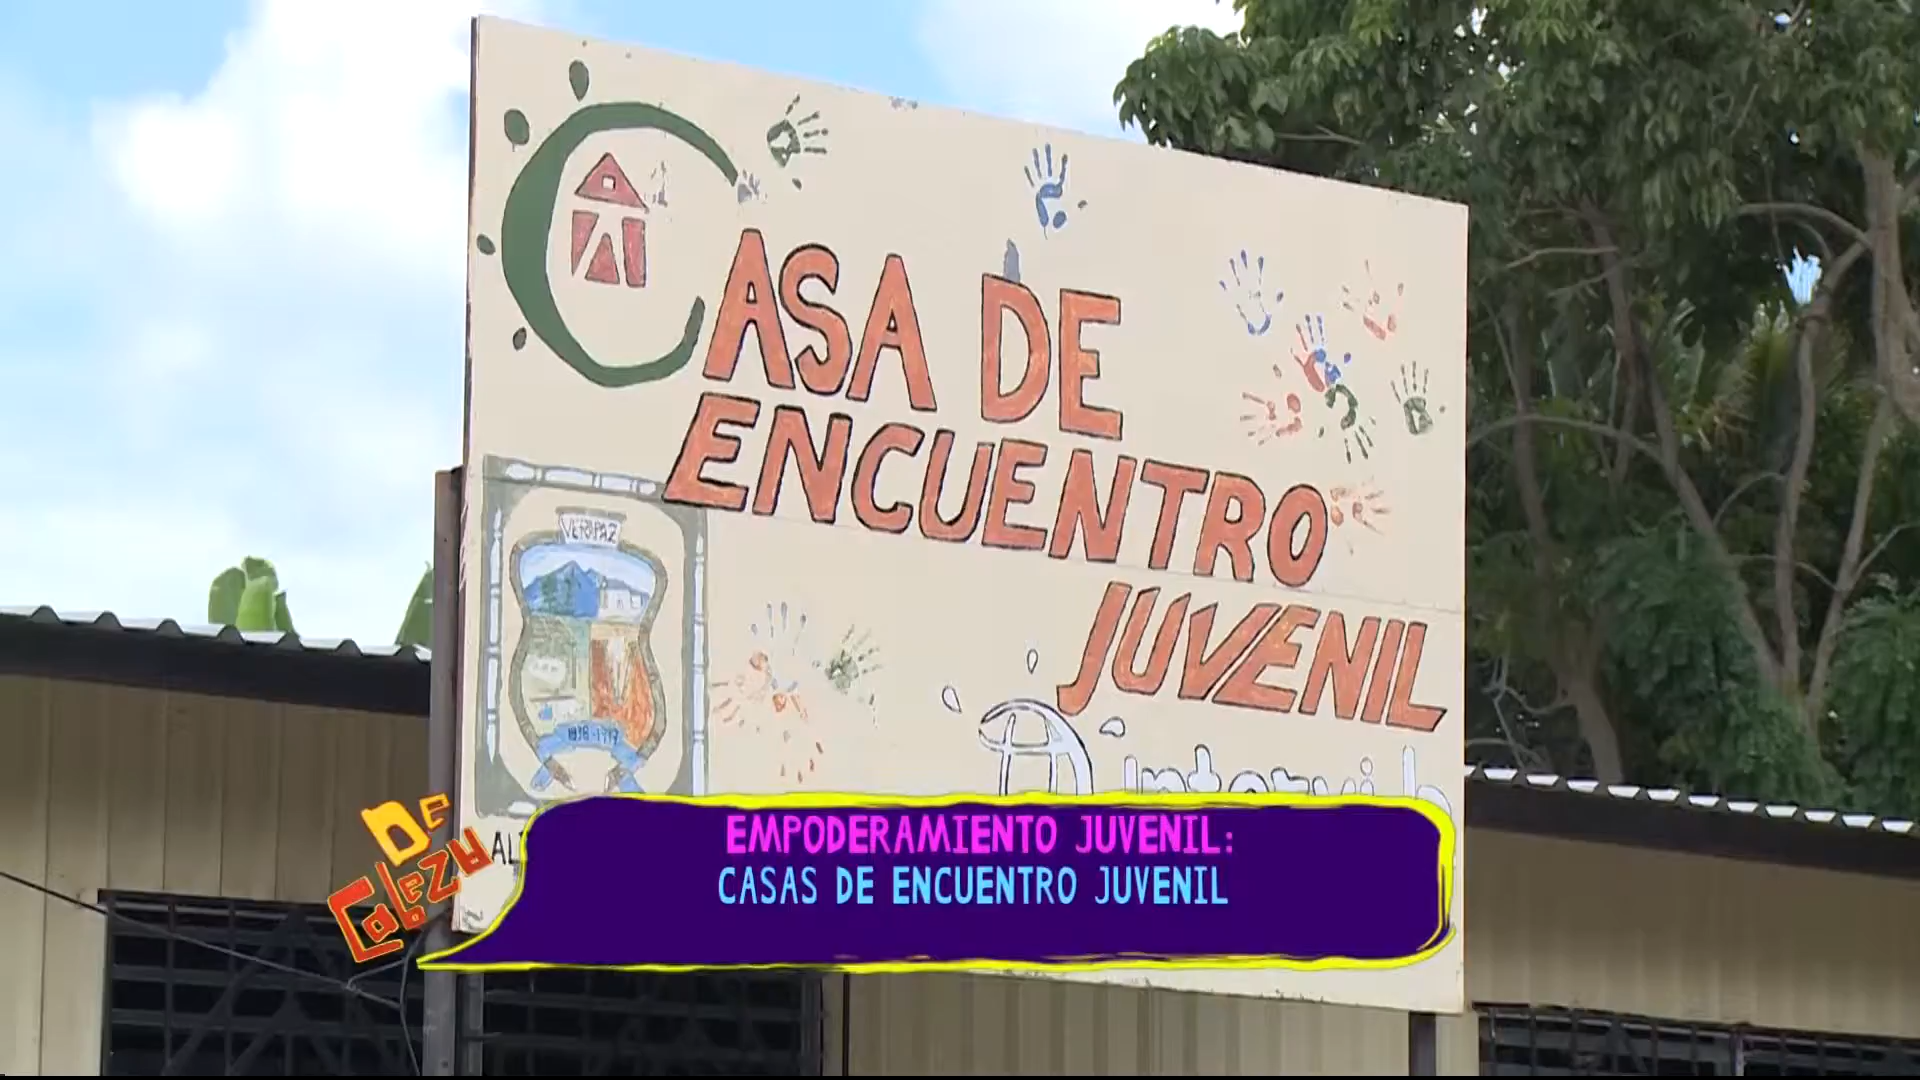 CASA DE
ENCUENTRO
JUVENIL
VERAPAZ
DE
CabezA
EMPODERAMIENTO JUVENIL:
CASAS DE ENCUENTRO JUVENIL